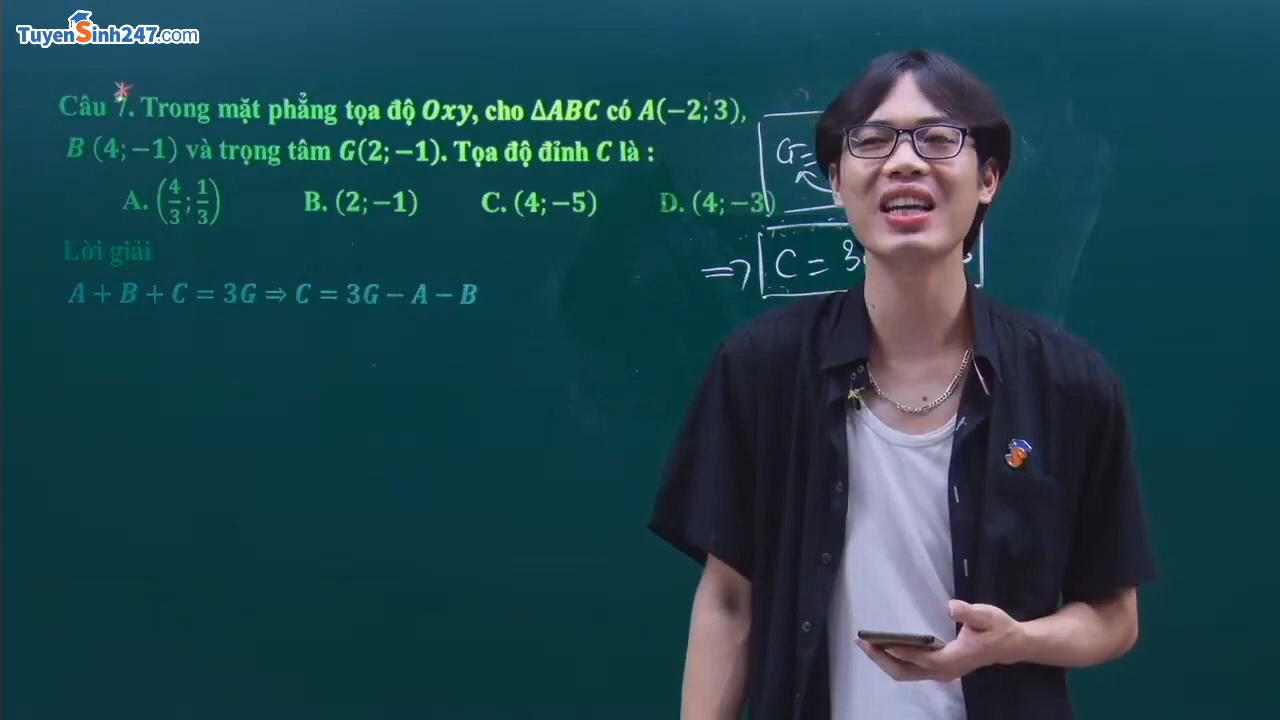 TuyenSinh247.com
Câu 7. Trong mặt phẳng tọa độ Oxy, cho ΔABC có A(−2; 3),
B (4; −1) và trọng tâm G(2; −1). Tọa độ đỉnh C là :
A. (4/3; 1/3) B. (2; −1) C. (4; −5) D. (4; −3)
Lời giải
A + B + C = 3G ⇒ C = 3G − A − B
G=
⇒ C = 3